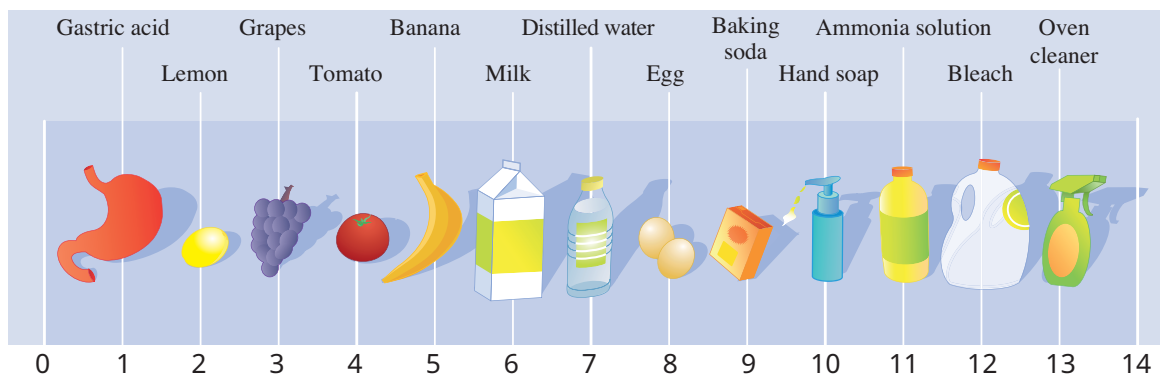 Gastric acid
Grapes
Banana
Distilled water
Baking
soda
Ammonia solution
Oven
cleaner
Lemon
Tomato
Milk
Egg
Hand soap
Bleach
0 1 2 3 4 5 6 7 8 9 10 11 12 13 14